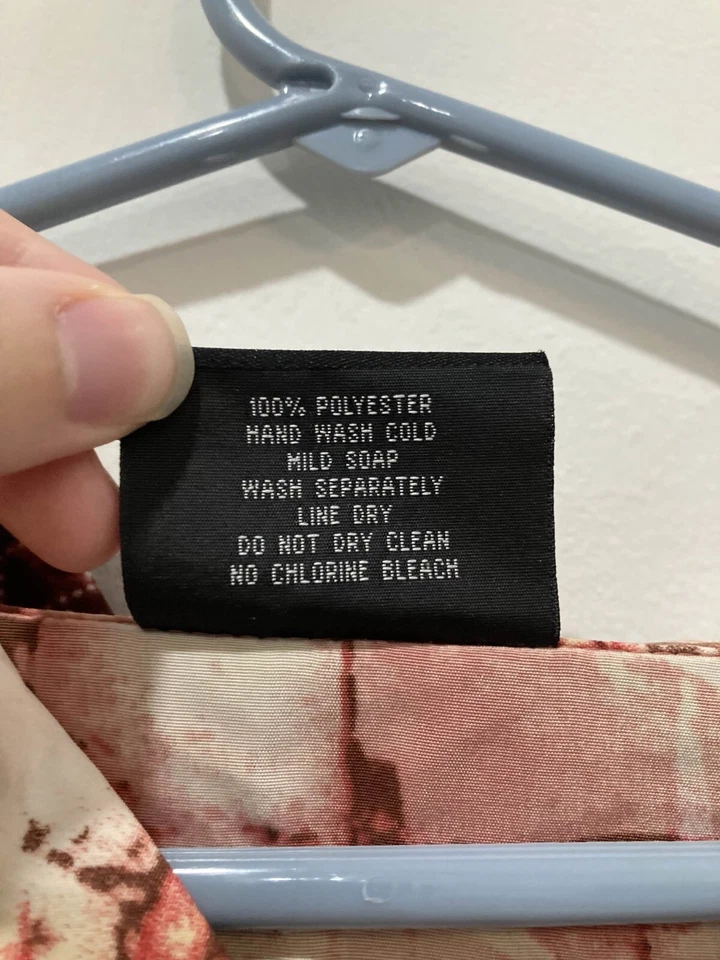 100% POLYESTER
HAND WASH COLD
MILD SOAP
WASH SEPARATELY
LINE DRY
DO NOT DRY CLEAN
NO CHLORINE BLEACH